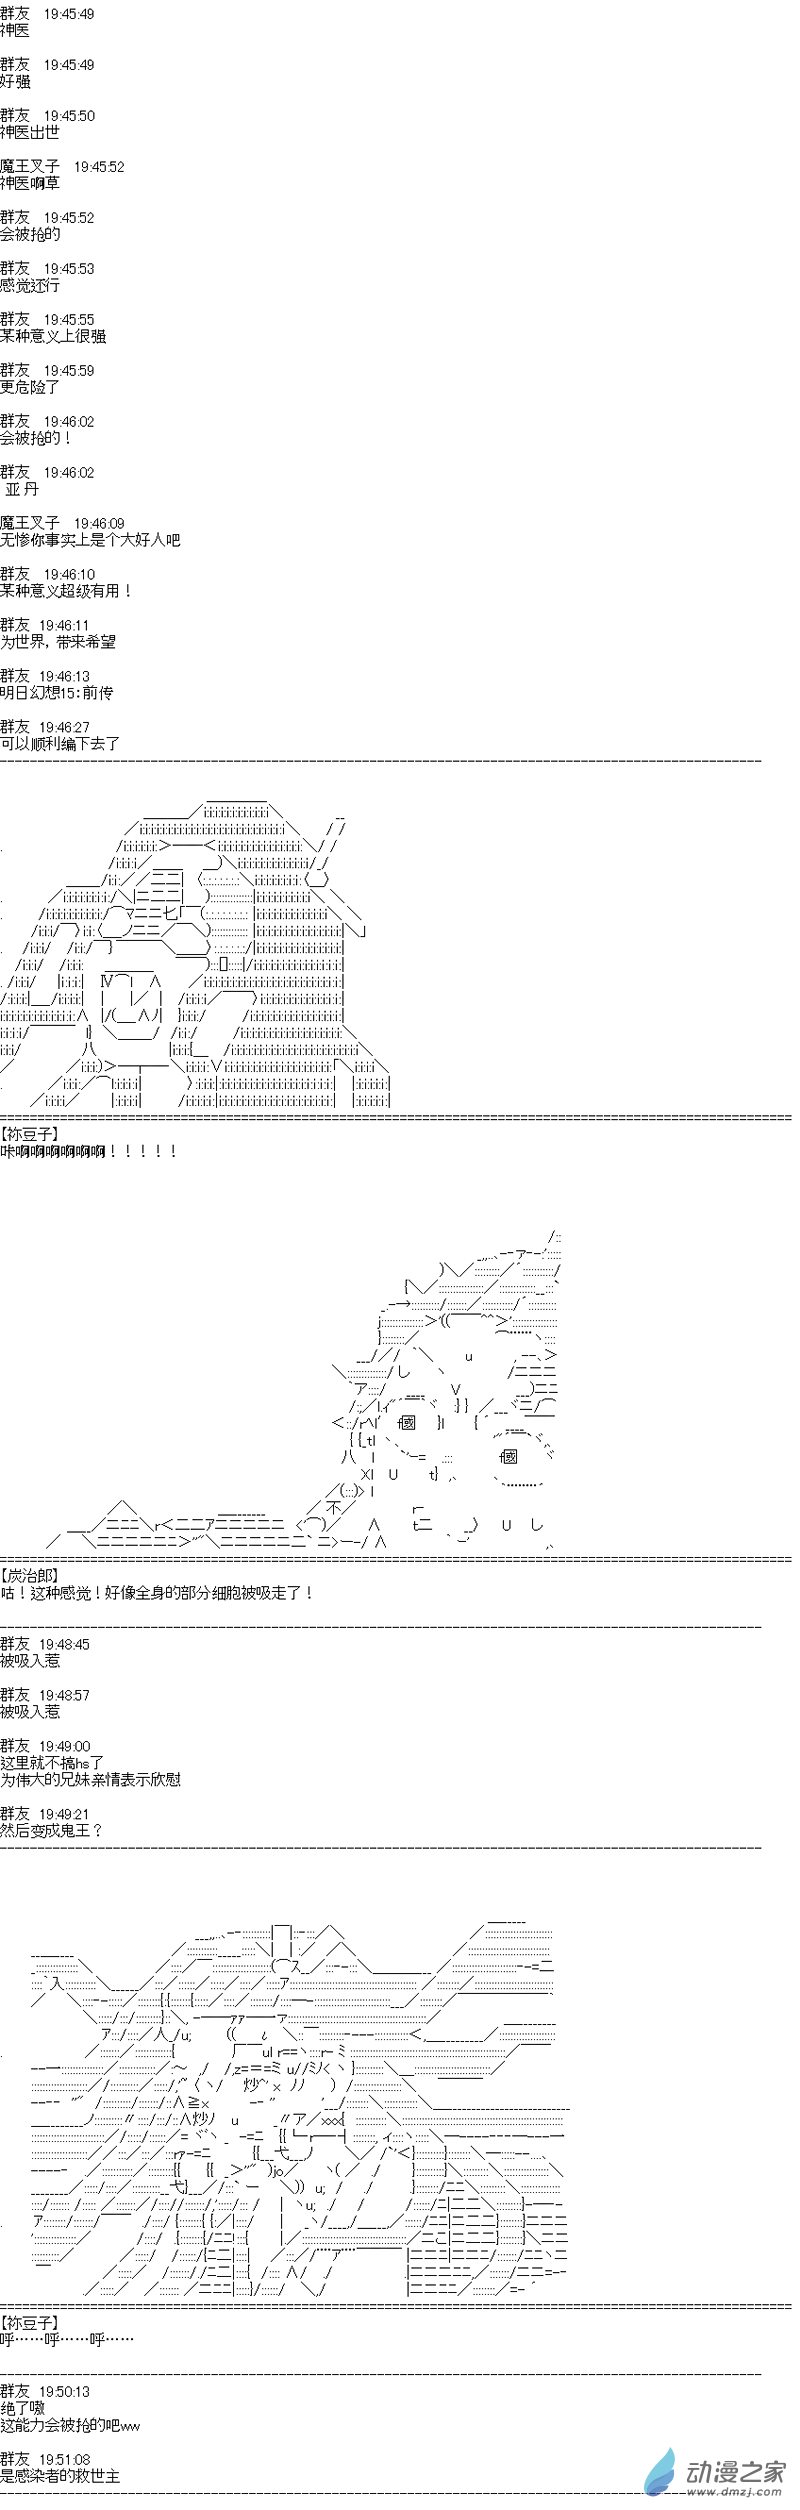 群友 19:45:49
神医
群友 19:45:49
好强
群友 19:45:50
神医出世
魔王叉子 19:45:52
神医啊草
群友 19:45:52
会被抢的
群友 19:45:53
感觉还行
群友 19:45:55
某种意义上很强
群友 19:45:59
更危险了
群友 19:46:02
会被抢的！
群友 19:46:02
亚丹
魔王叉子 19:46:09
无惨你事实上是个大好人吧
群友 19:46:10
某种意义超级有用！
群友 19:46:11
为世界，带来希望
群友 19:46:13
明日幻想15：前传
群友 19:46:27
可以顺利编下去了
【祢豆子】
咔啊啊啊啊啊啊！！！！！
【炭治郎】
咕！这种感觉！好像全身的部分细胞被吸走了！
群友 19:48:45
被吸入惹
群友 19:48:57
被吸入惹
群友 19:49:00
这里就不搞hs了
为伟大的兄妹亲情表示欣慰
群友 19:49:21
然后变成鬼王？
【祢豆子】
呼……呼……呼……
群友 19:50:13
绝了嗷
这能力会被抢的吧ww
群友 19:51:08
是感染者的救世主
动漫之家
www.dmzj.com